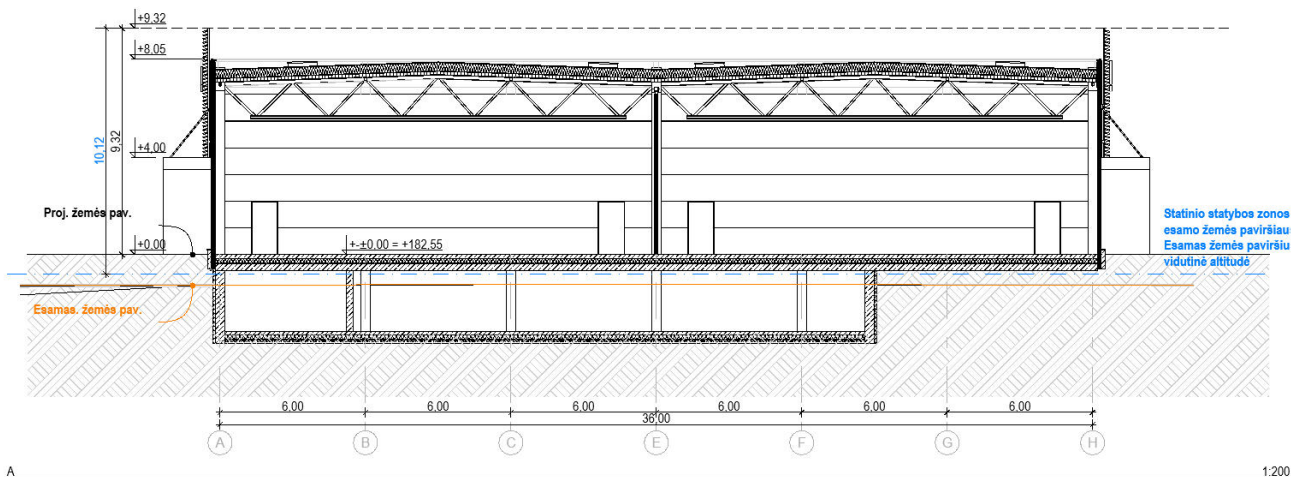 +9.32
+8.05
10,12
9,32
+4,00
Proj. žemės pav.
+0.00
+-±0.00 = +182,55
Statinio statybos zonos
esamo žemės paviršiau
Esamas žemės paviršiu
vidutinė altitudė
Esamas. žemės pav.
6.00 6.00 6.00 6.00 6.00 6.00
36,00
A B C E F G H
A 1:200